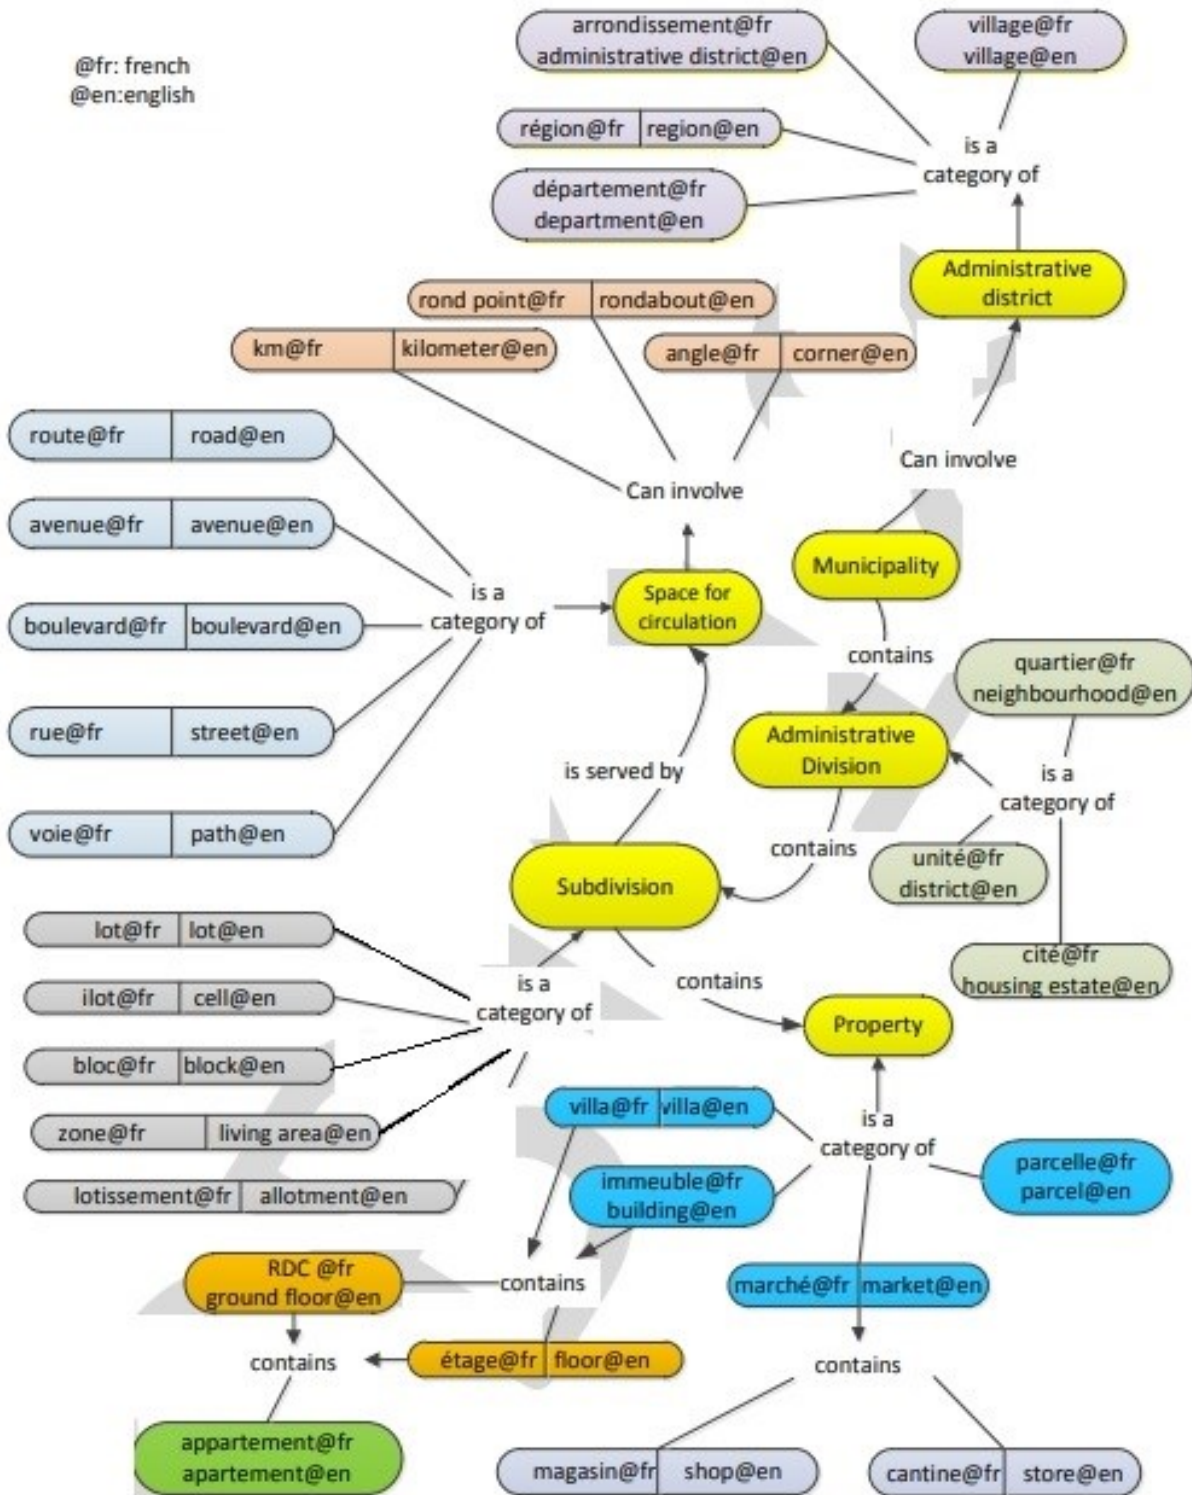 arrondissement@fr
administrative district@en
village@fr
village@en
@fr: french
@en:english
région@fr region@en
is a
category of
département@fr
department@en
Administrative
district
rond point@fr rondabout@en
km@fr kilometer@en
angle@fr corner@en
route@fr road@en
Can involve
Can involve
avenue@fr avenue@en
Municipality
is a
category of
Space for
circulation
boulevard@fr boulevard@en
contains
quartier@fr
neighbourhood@en
rue@fr street@en
Administrative
Division
is served by
is a
category of
voie@fr path@en
contains
unité@fr
district@en
Subdivision
lot@fr lot@en
cité@fr
housing estate@en
is a
category of
contains
ilot@fr cell@en
Property
bloc@fr block@en
villa@fr villa@en
is a
category of
zone@fr living area@en
parcelle@fr
parcel@en
immeuble@fr
building@en
lotissement@fr allotment@en
RDC @fr
ground floor@en
contains
marché@fr market@en
contains
étage@fr floor@en
contains
appartement@fr
apartement@en
magasin@fr shop@en
cantine@fr store@en